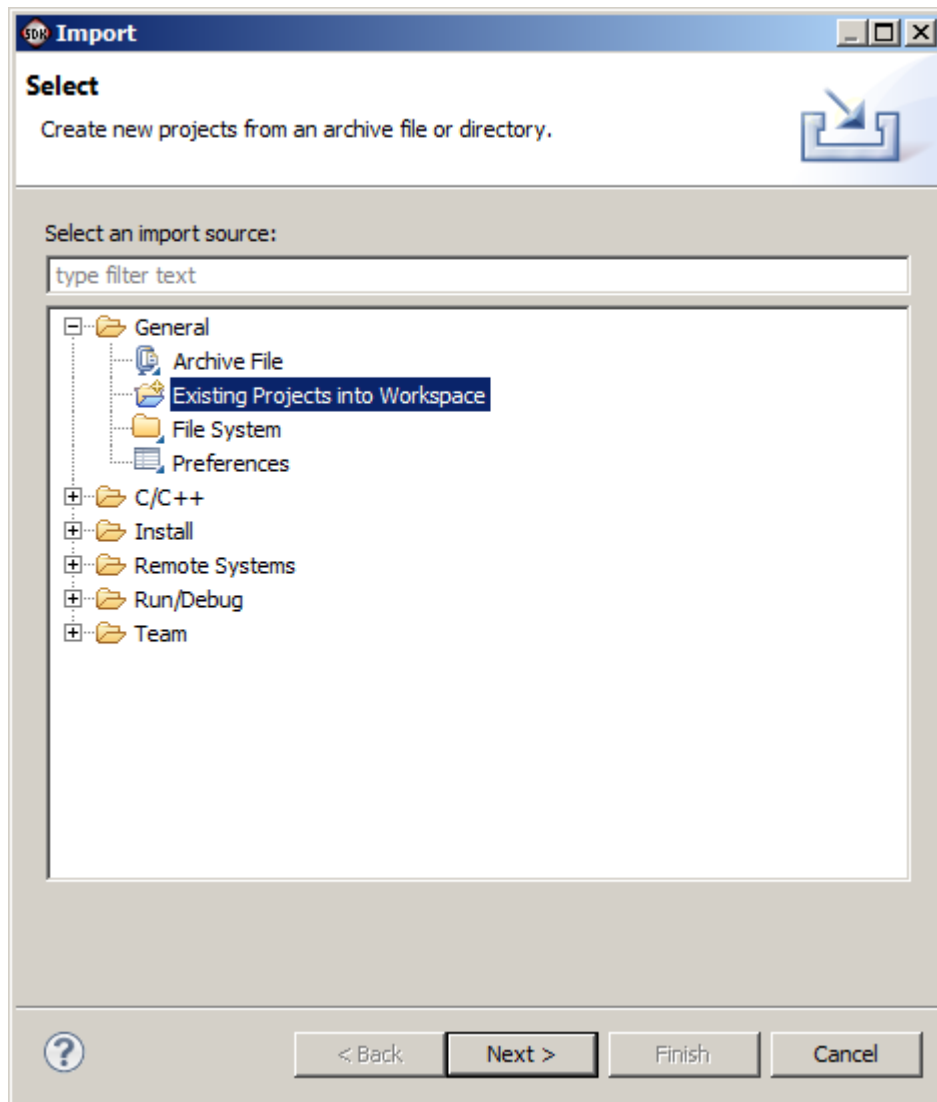 SDK Import
Select
Create new projects from an archive file or directory.
Select an import source:
type filter text
General
Archive File
Existing Projects into Workspace
File System
Preferences
C/C++
Install
Remote Systems
Run/Debug
Team
? < Back Next > Finish Cancel